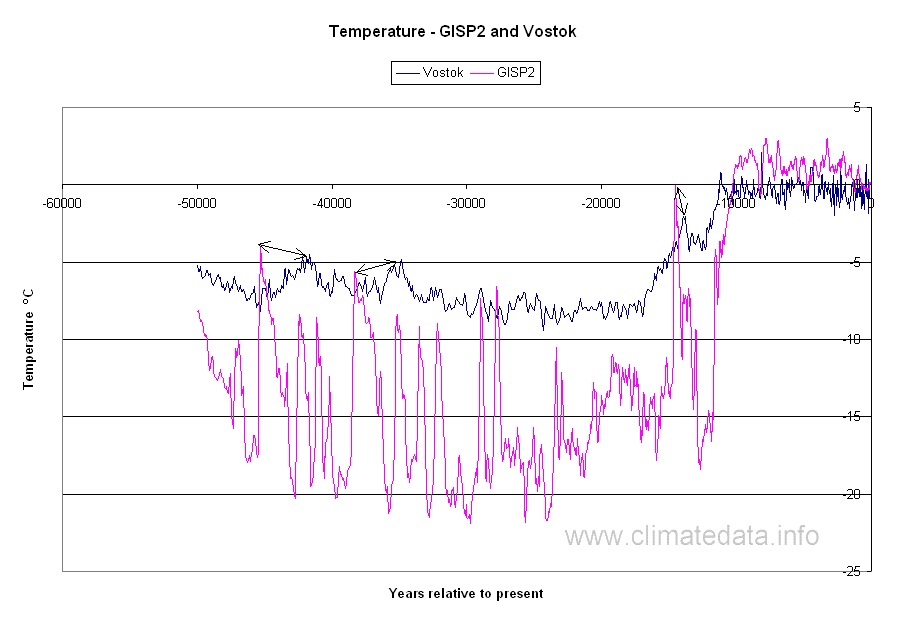 Temperature - GISP2 and Vostok
Vostok GISP2
5
-60000 -50000 -40000 -30000 -20000 -10000 0
-5
-10
-15
-20
-25
Temperature °C
www.climatedata.info
Years relative to present